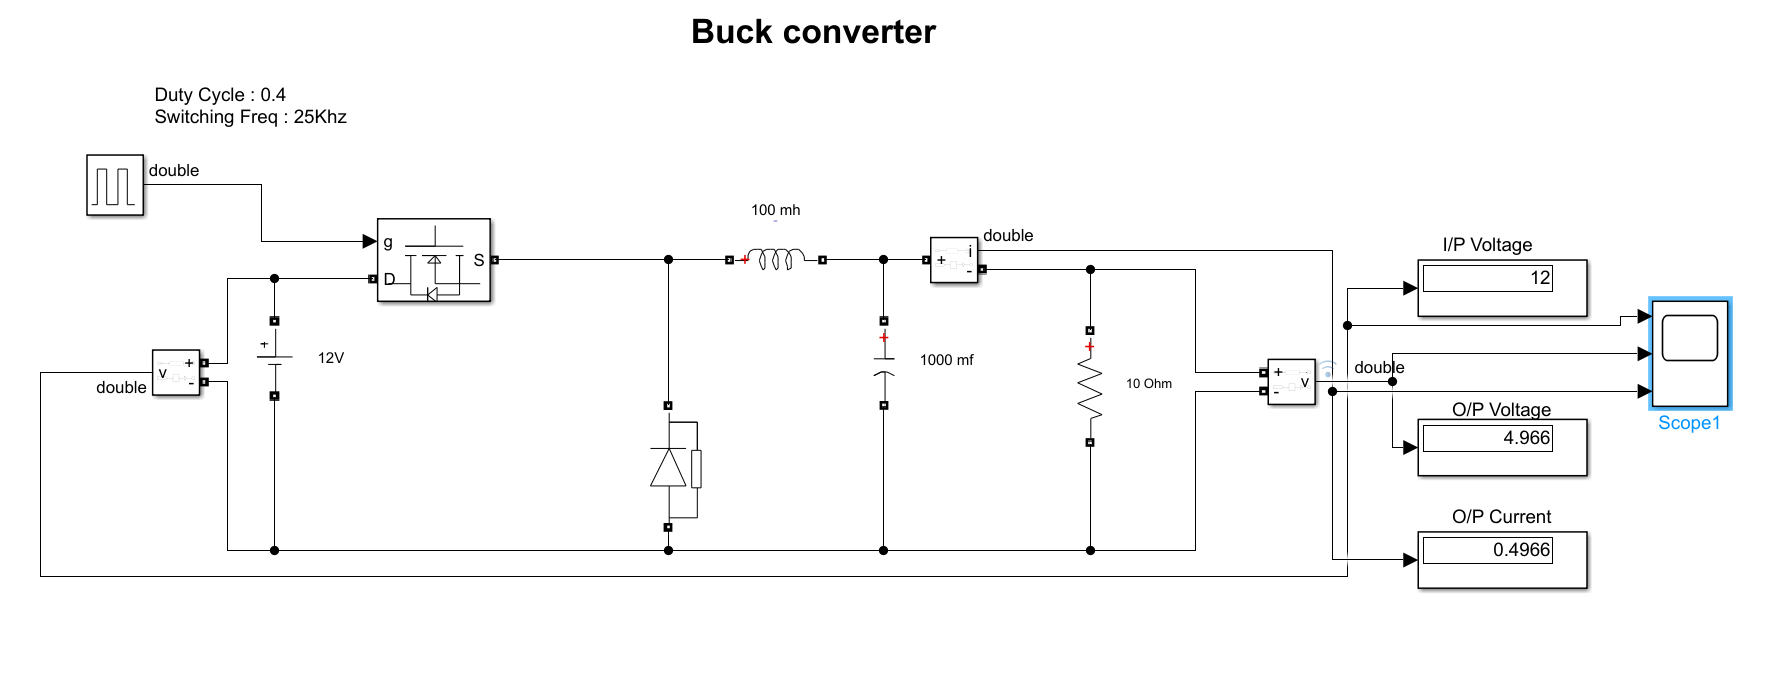 Buck converter
Duty Cycle : 0.4
Switching Freq : 25Khz
double
g
D
S
100 mh
-
double
+
i
-
I/P Voltage
12
+
12V
v
+
-
double
+
1000 mf
+
10 Ohm
+
-
v
double
O/P Voltage
4.966
Scope1
O/P Current
0.4966
+